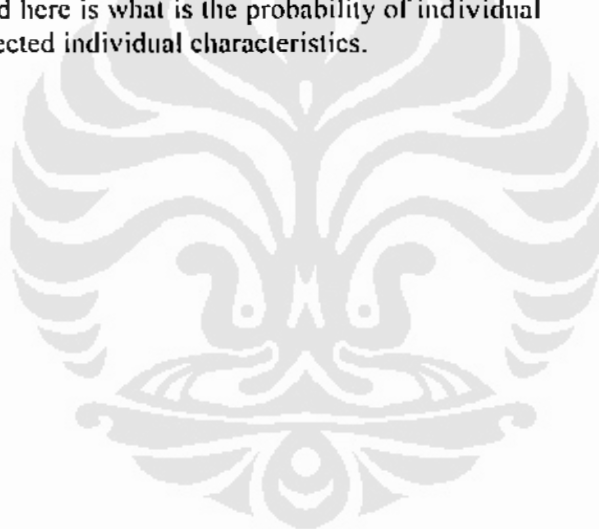 here is what is the probability of individual
ected individual characteristics.